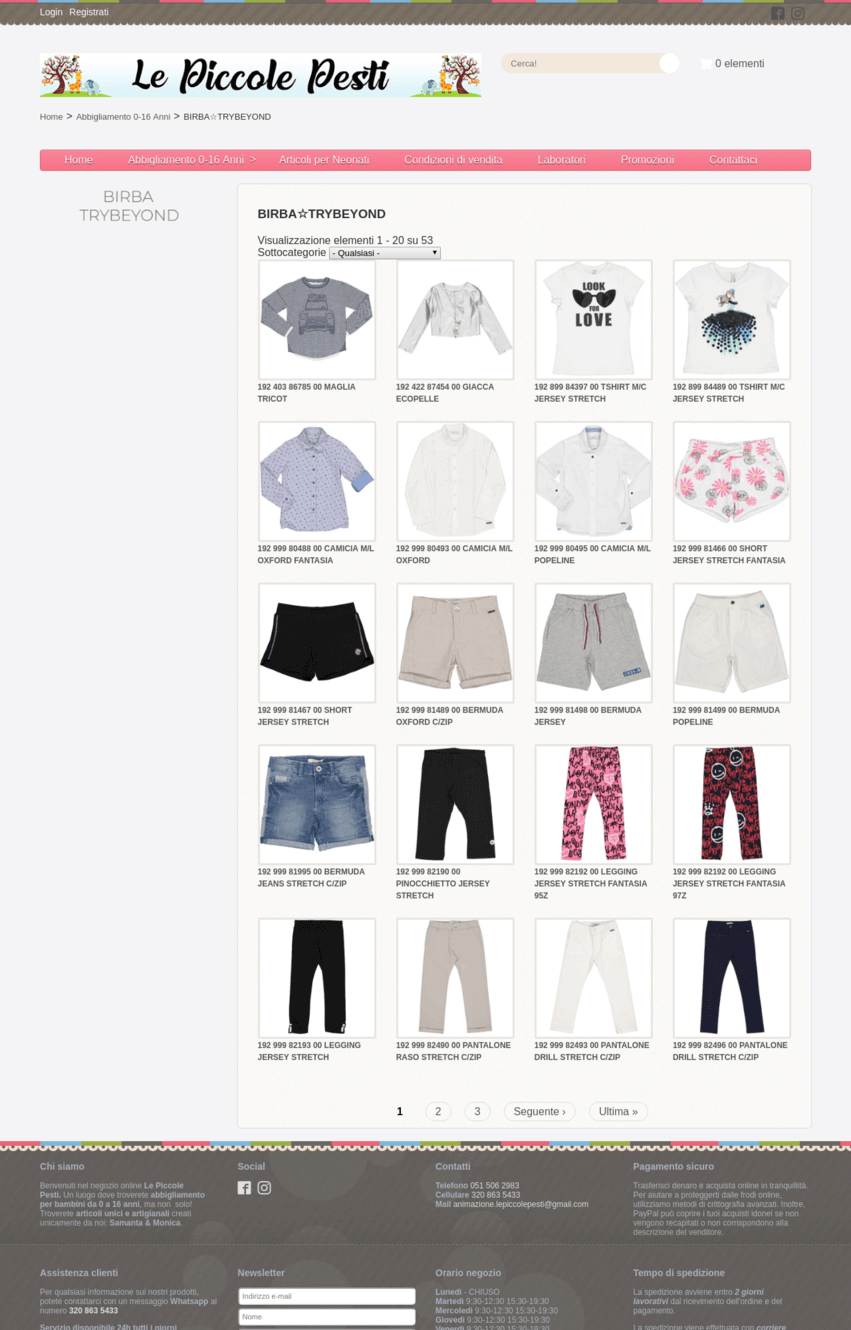 Login Registrati
Le Piccole Pesti
Cerca!
0 elementi
Home > Abbigliamento 0-16 Anni > BIRBA☆TRYBEYOND
Home Abbigliamento 0-16 Anni > Articoli per Neonati Condizioni di vendita Laboratori Promozioni Contattaci
BIRBA
TRYBEYOND
BIRBA☆TRYBEYOND
Visualizzazione elementi 1 - 20 su 53
Sottocategorie - Qualsiasi -
LOOK
FOR
LOVE
192 403 86785 00 MAGLIA
TRICOT
192 422 87454 00 GIACCA
ECOPELLE
192 899 84397 00 TSHIRT M/C
JERSEY STRETCH
192 899 84489 00 TSHIRT M/C
JERSEY STRETCH
192 999 80488 00 CAMICIA M/L
OXFORD FANTASIA
192 999 80493 00 CAMICIA M/L
OXFORD
192 999 80495 00 CAMICIA M/L
POPELINE
192 999 81466 00 SHORT
JERSEY STRETCH FANTASIA
192 999 81467 00 SHORT
JERSEY STRETCH
192 999 81489 00 BERMUDA
OXFORD C/ZIP
192 999 81498 00 BERMUDA
JERSEY
192 999 81499 00 BERMUDA
POPELINE
192 999 81995 00 BERMUDA
JEANS STRETCH C/ZIP
192 999 82190 00
PINOCCHIETTO JERSEY
STRETCH
192 999 82192 00 LEGGING
JERSEY STRETCH FANTASIA
95Z
192 999 82192 00 LEGGING
JERSEY STRETCH FANTASIA
97Z
192 999 82193 00 LEGGING
JERSEY STRETCH
192 999 82490 00 PANTALONE
RASO STRETCH C/ZIP
192 999 82493 00 PANTALONE
DRILL STRETCH C/ZIP
192 999 82496 00 PANTALONE
DRILL STRETCH C/ZIP
1 2 3 Seguente › Ultima »
Chi siamo
Benvenuti nel negozio online Le Piccole
Pesti. Un luogo dove troverete abbigliamento
per bambini da 0 a 16 anni, ma non solo!
Troverete articoli unici e artigianali creati
unicamente da noi: Samanta & Monica.
Social
Contatti
Telefono 051 506 2983
Cellulare 320 863 5433
Mail animazione.lepiccolepesti@gmail.com
Pagamento sicuro
Trasferisci denaro e acquista online in tranquillità.
Per aiutare a proteggerti dalle frodi online,
utilizziamo metodi di crittografia avanzati. Inoltre,
PayPal può coprire i tuoi acquisti idonei se non
vengono recapitati o non corrispondono alla
descrizione del venditore.
Assistenza clienti
Per qualsiasi informazione sui nostri prodotti,
potete contattarci con un messaggio Whatsapp al
numero 320 863 5433
Servizio disponibile 24h tutti i giorni
Newsletter
Indirizzo e-mail
Nome
Orario negozio
Lunedì - CHIUSO
Martedì 9:30-12:30 15:30-19:30
Mercoledì 9:30-12:30 15:30-19:30
Giovedì 9:30-12:30 15:30-19:30
Venerdì 9:30-12:30 15:30-19:30
Tempo di spedizione
La spedizione avviene entro 2 giorni
lavorativi dal ricevimento dell'ordine e del
pagamento.
La spedizione viene effettuata con corriere